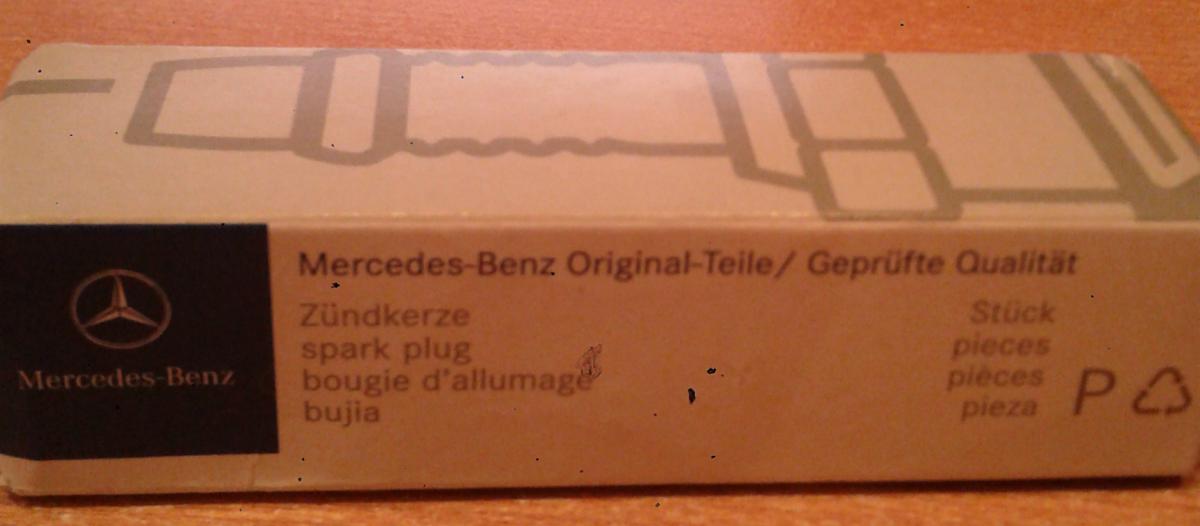 Mercedes-Benz
Mercedes-Benz Original-Teile/ Geprüfte Qualität
Zündkerze
spark plug
bougie d'allumage
bujia
Stück
pieces
pièces
pieza
P